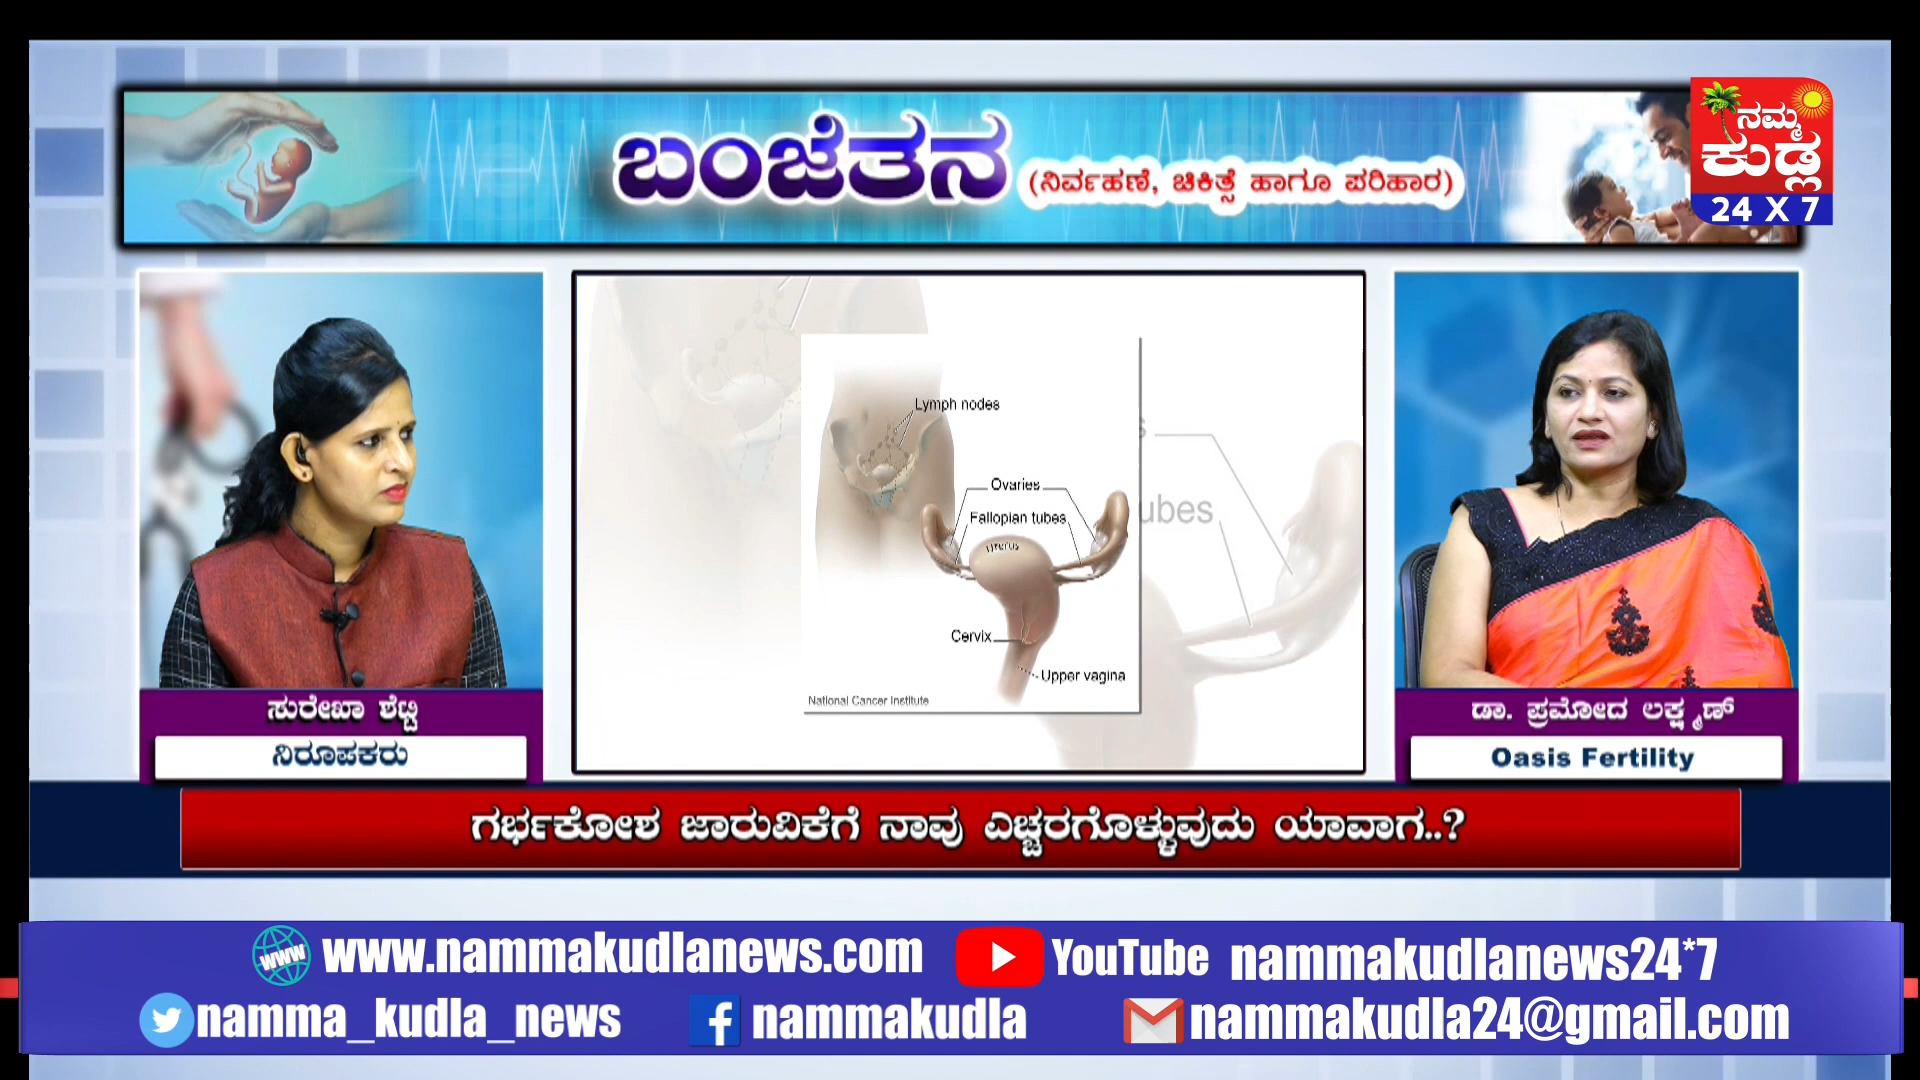 ಬಂಜೆತನ (ನಿರ್ವಹಣೆ, ಚಿಕಿತ್ಸೆ ಹಾಗೂ ಪರಿಹಾರ)
ನಮ್ಮ
ಕುಡ್ಲ
24 X 7
Lymph nodes
Ovaries
Fallopian tubes
Uterus
Cervix
Upper vagina
National Cancer Institute
ubes
ಸುರೇಖಾ ಶೆಟ್ಟಿ
ನಿರೂಪಕರು
ಡಾ. ಪ್ರಮೋದ ಲಕ್ಷ್ಮಣ್
Oasis Fertility
ಗರ್ಭಕೋಶ ಜಾರುವಿಕೆಗೆ ನಾವು ಎಚ್ಚರಗೊಳ್ಳುವುದು ಯಾವಾಗ..?
www www.nammakudlanews.com YouTube nammakudlanews24*7
namma_kudla_news f nammakudla nammakudla24@gmail.com